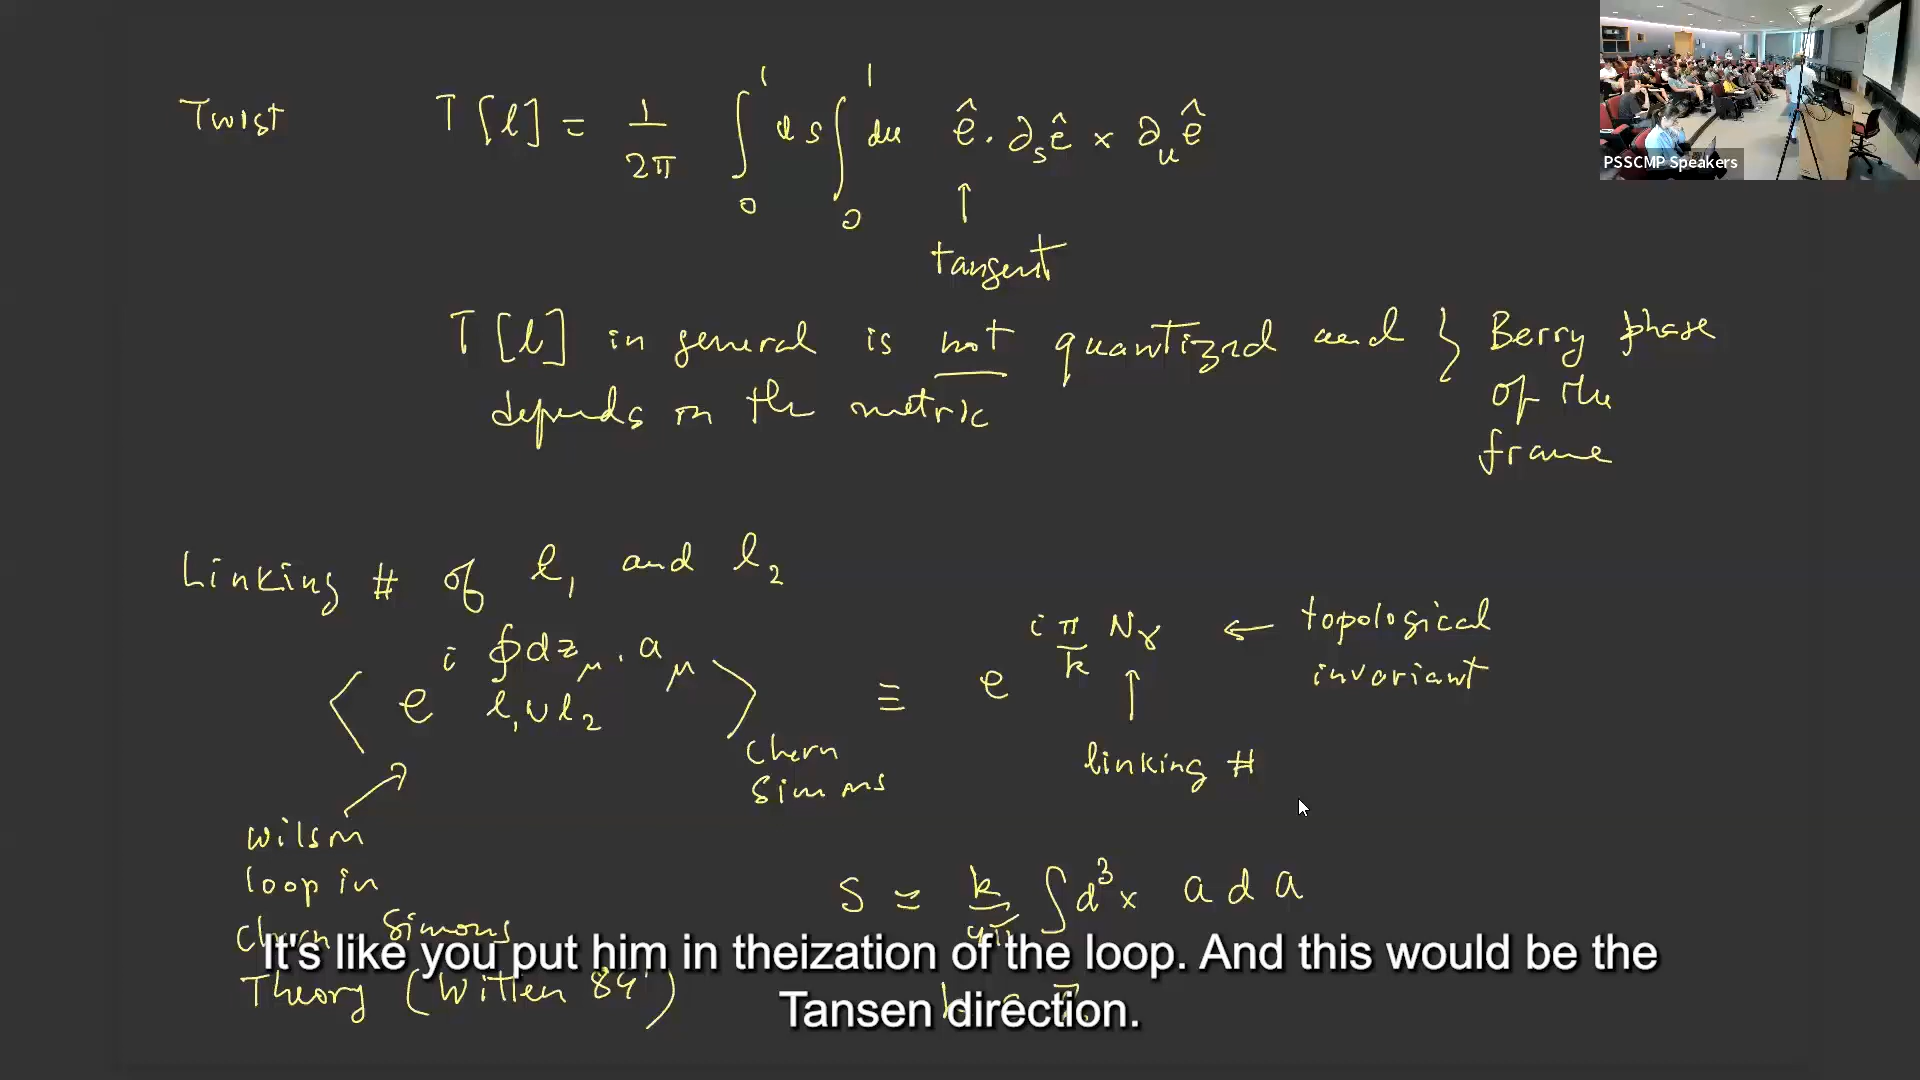 PSSCMP Speakers
Twist T[l] = 1/2π ∫₀¹ ds ∫₀¹ du ê · ∂ₛê × ∂ᵤê
↑
tangent
T[l] in general is not quantized and } Berry phase
depends on the metric of the
frame
Linking # of l₁ and l₂
⟨ e^{i ∮_{l₁∪l₂} dz_μ · a_μ} ⟩ Chern Simons ≡ e^{i π/k Nγ} ← topological
invariant
↑
linking #
Wilson
loop in
Chern Simons
Theory (Witten
S = k/4π ∫ d³x a d a
It's like you put him in theization of the loop. And this would be the
Tansen direction.